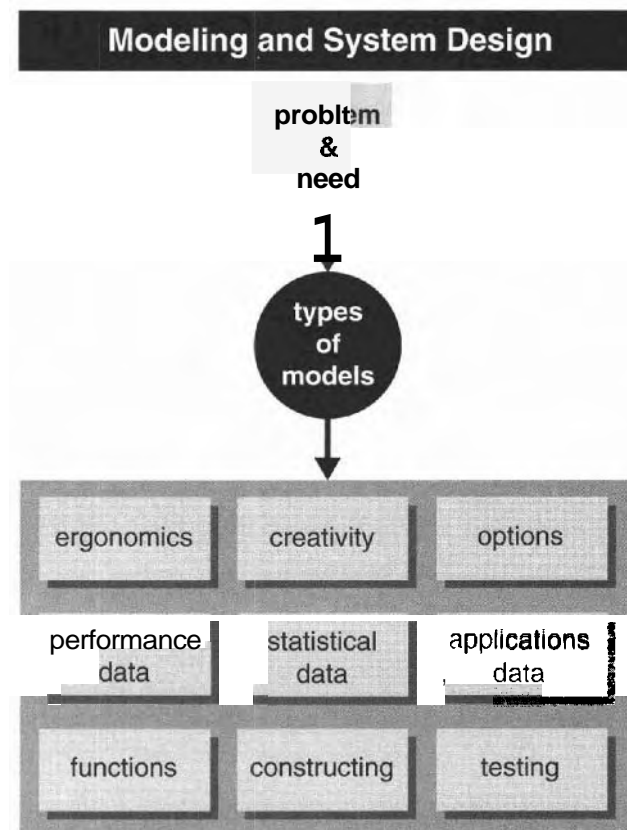 Modeling and System Design
problem
&
need
1
types
of
models
ergonomics creativity options
performance statistical applications
data data data
functions constructing testing